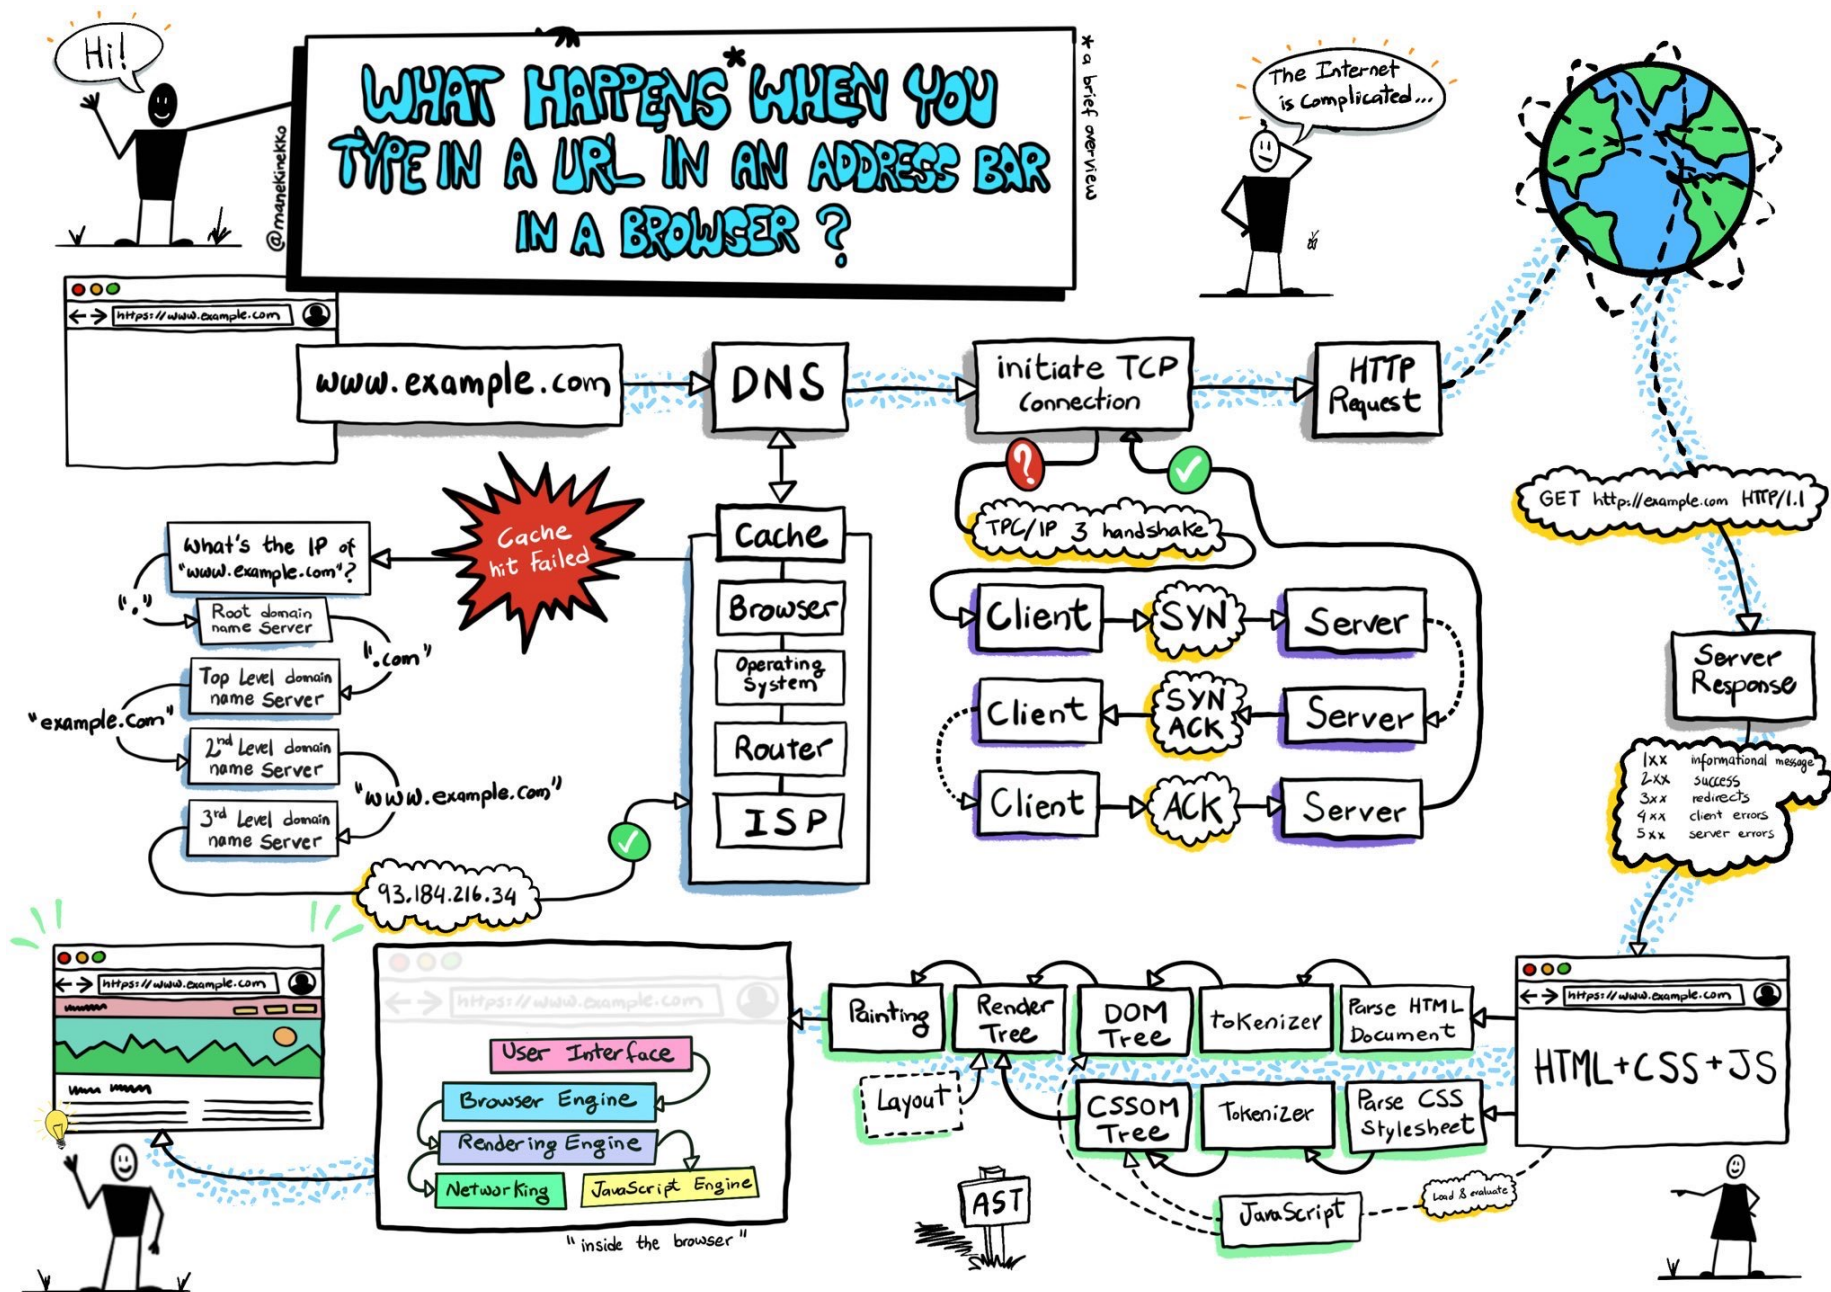 Hi!
WHAT HAPPENS* WHEN YOU
TYPE IN A URL IN AN ADDRESS BAR
IN A BROWSER ?
* a brief overview
@manekinekko
The Internet
is complicated...
https://www.example.com
www.example.com
DNS
initiate TCP
Connection
HTTP
Request
GET http://example.com HTTP/1.1
Server
Response
1xx informational message
2xx success
3xx redirects
4xx client errors
5xx server errors
Cache
Browser
Operating
System
Router
ISP
Cache
hit Failed
What's the IP of
"www.example.com"?
"."
Root domain
name Server
".com"
Top Level domain
name Server
"example.com"
2nd Level domain
name Server
"www.example.com"
3rd Level domain
name Server
93.184.216.34
?
TPC/IP 3 handshake
Client
SYN
Server
Client
SYN
ACK
Server
Client
ACK
Server
https://www.example.com
HTML+CSS+JS
Parse HTML
Document
toKenizer
DOM
Tree
Render
Tree
Painting
Layout
Parse CSS
Stylesheet
Tokenizer
CSSOM
Tree
Load & evaluate
JavaScript
AST
https://www.example.com
User Interface
Browser Engine
Rendering Engine
Networking
JavaScript Engine
"inside the browser"
https://www.example.com